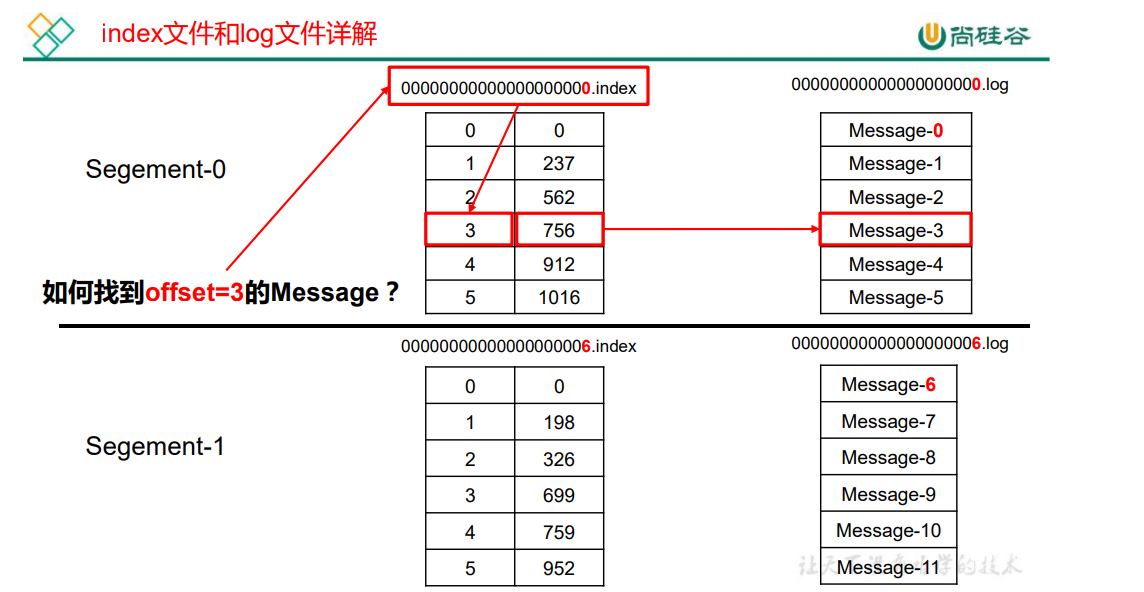 index文件和log文件详解
尚硅谷
00000000000000000000.index
00000000000000000000.log
Segement-0
0 0
1 237
2 562
3 756
4 912
5 1016
Message-0
Message-1
Message-2
Message-3
Message-4
Message-5
如何找到offset=3的Message？
00000000000000000006.index
00000000000000000006.log
Segement-1
0 0
1 198
2 326
3 699
4 759
5 952
Message-6
Message-7
Message-8
Message-9
Message-10
Message-11
让天下没有难学的技术